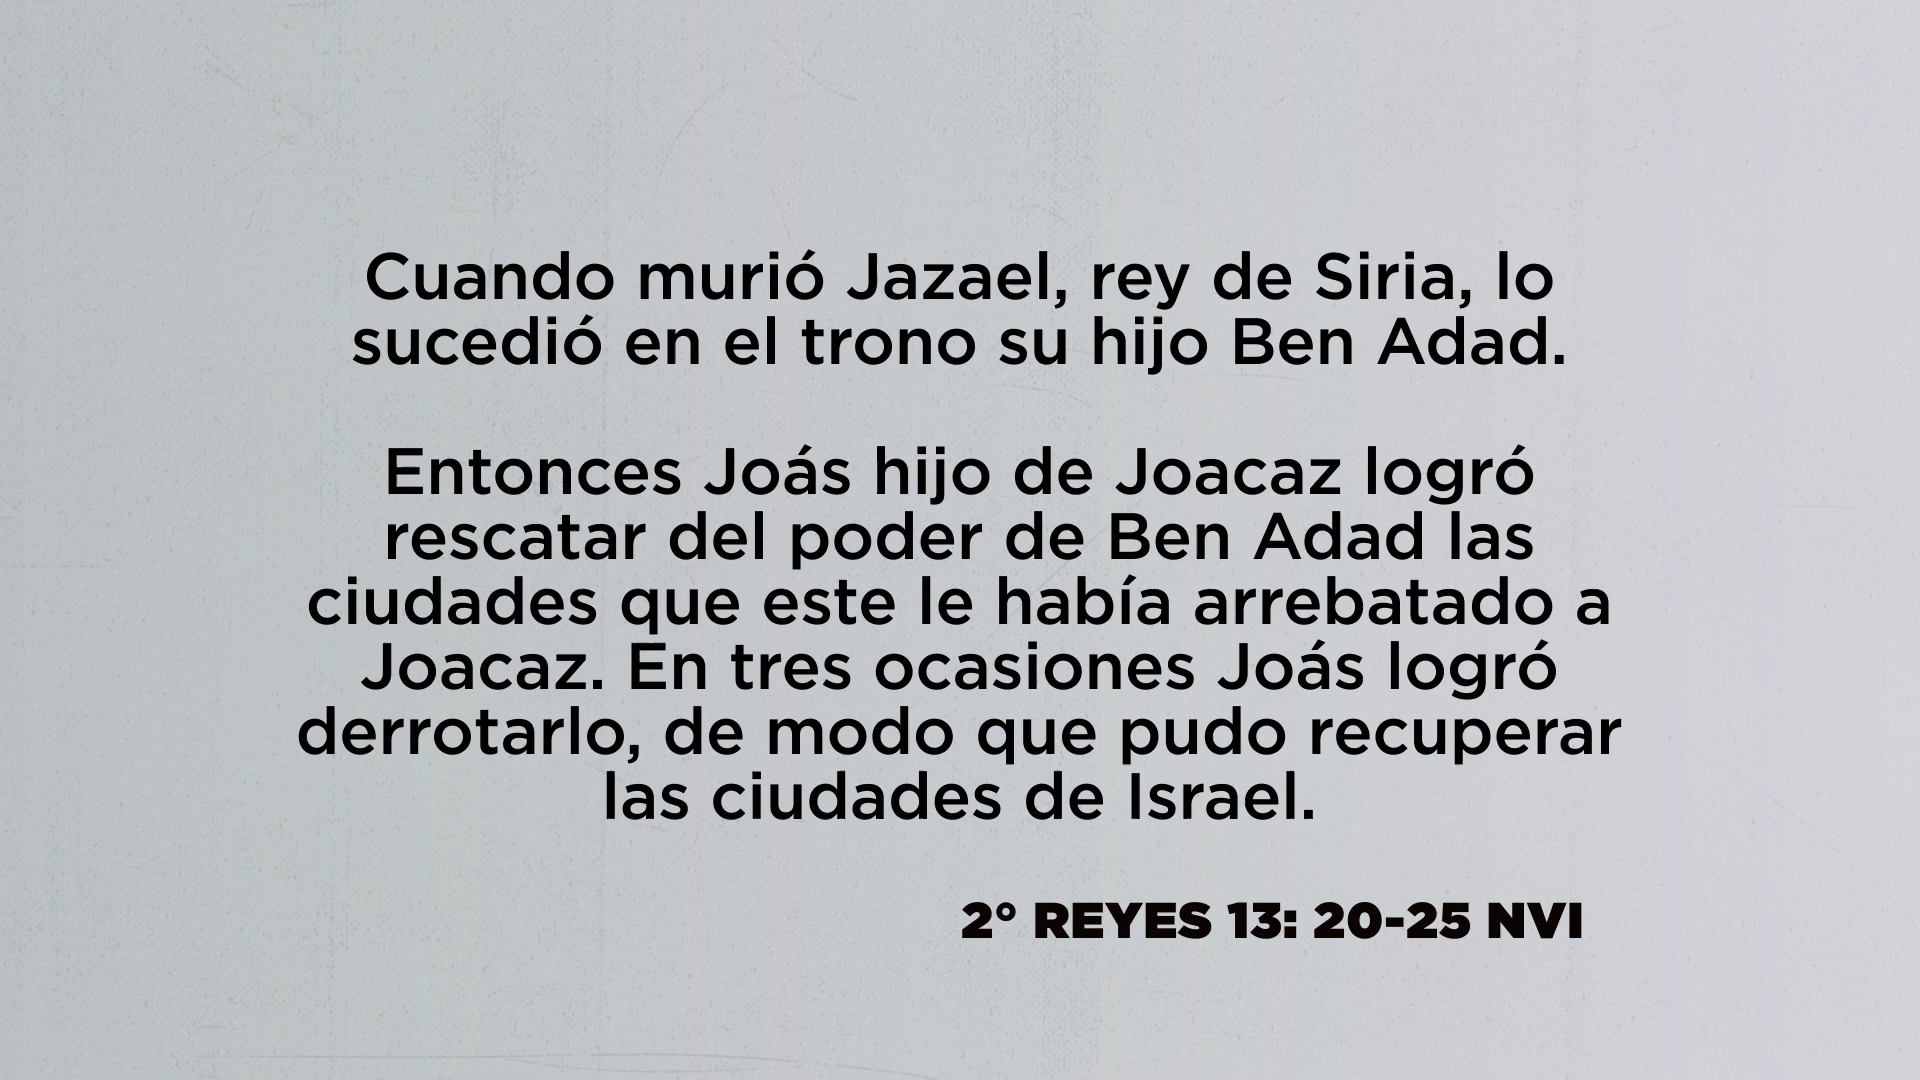 Cuando murió Jazael, rey de Siria, lo
sucedió en el trono su hijo Ben Adad.
Entonces Joás hijo de Joacaz logró
rescatar del poder de Ben Adad las
ciudades que este le había arrebatado a
Joacaz. En tres ocasiones Joás logró
derrotarlo, de modo que pudo recuperar
las ciudades de Israel.
2° REYES 13: 20-25 NVI